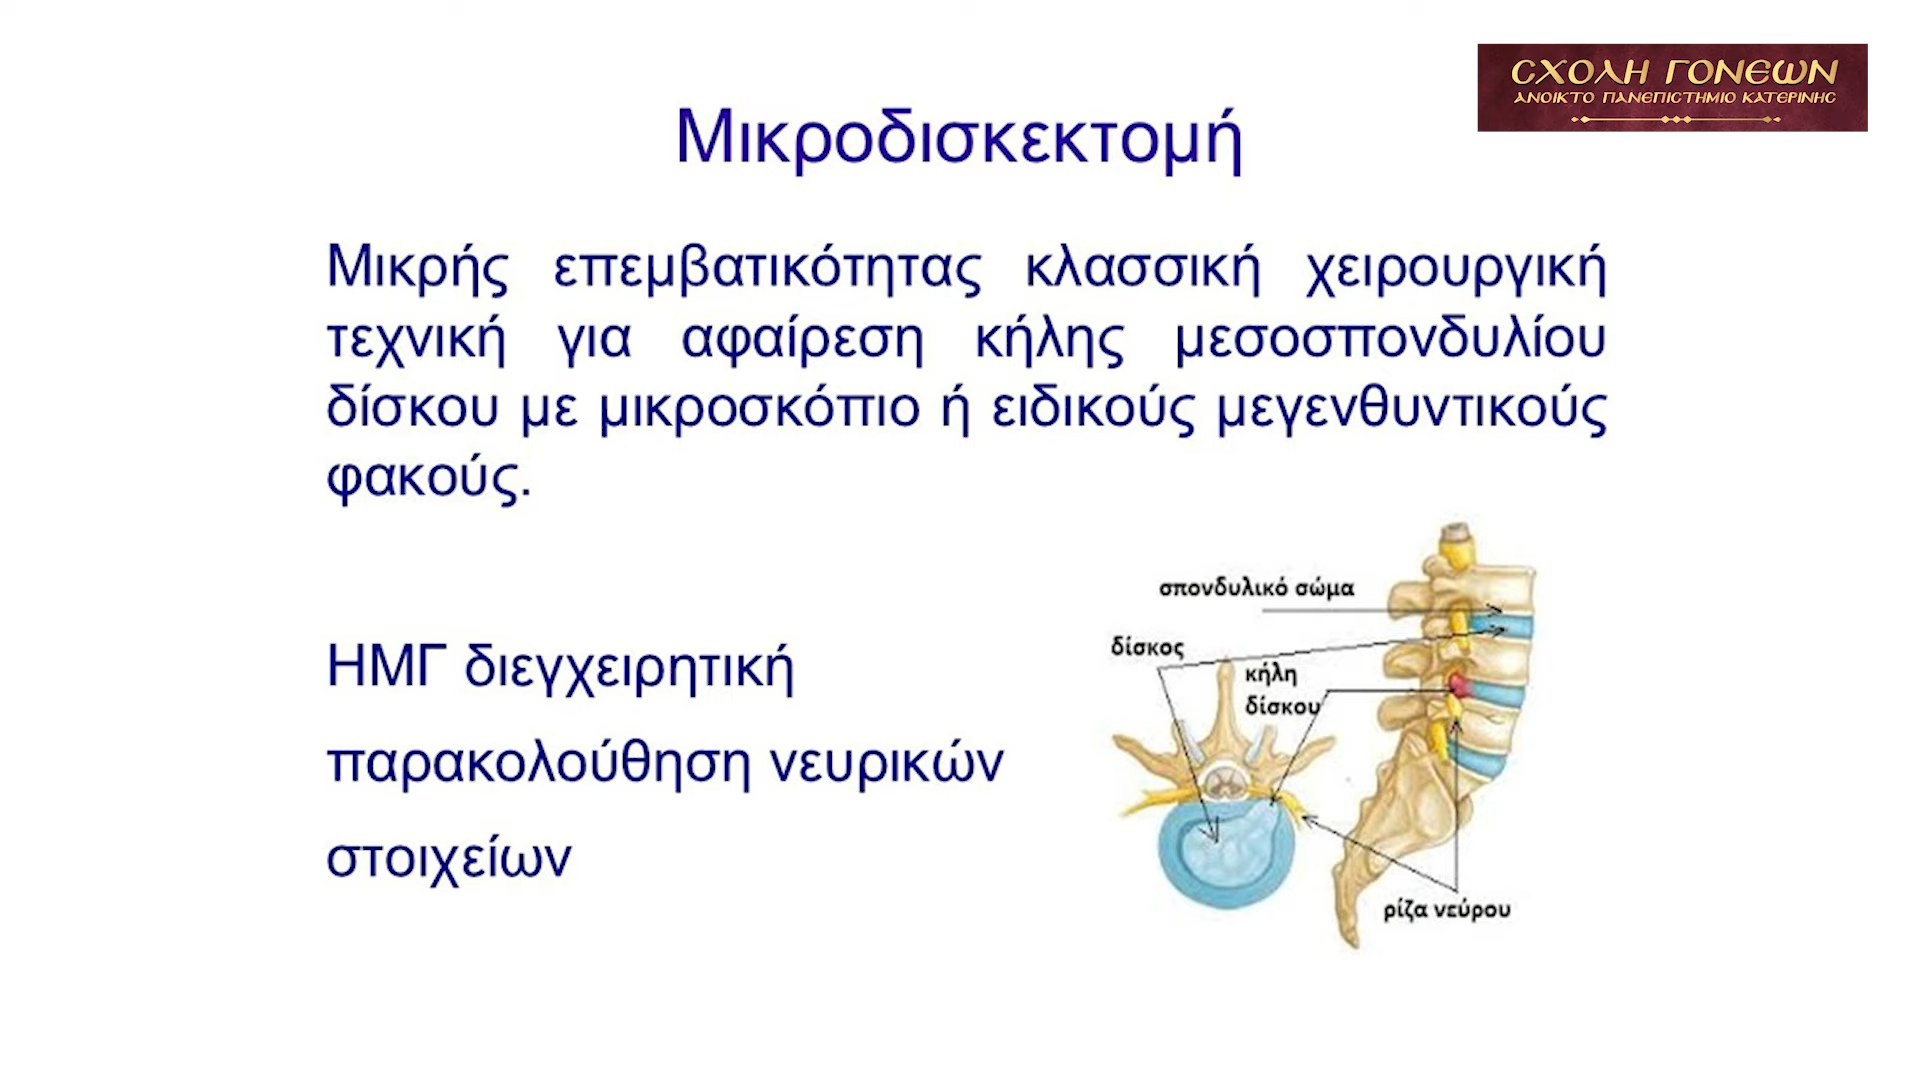 ΣΧΟΛΗ ΓΟΝΕΩΝ
ΑΝΟΙΚΤΟ ΠΑΝΕΠΙΣΤΗΜΙΟ ΚΑΤΕΡΙΝΗΣ
Μικροδισκεκτομή
Μικρής επεμβατικότητας κλασσική χειρουργική
τεχνική για αφαίρεση κήλης μεσοσπονδυλίου
δίσκου με μικροσκόπιο ή ειδικούς μεγενθυντικούς
φακούς.
ΗΜΓ διεγχειρητική
παρακολούθηση νευρικών
στοιχείων
σπονδυλικό σώμα
δίσκος
κήλη
δίσκου
ρίζα νεύρου